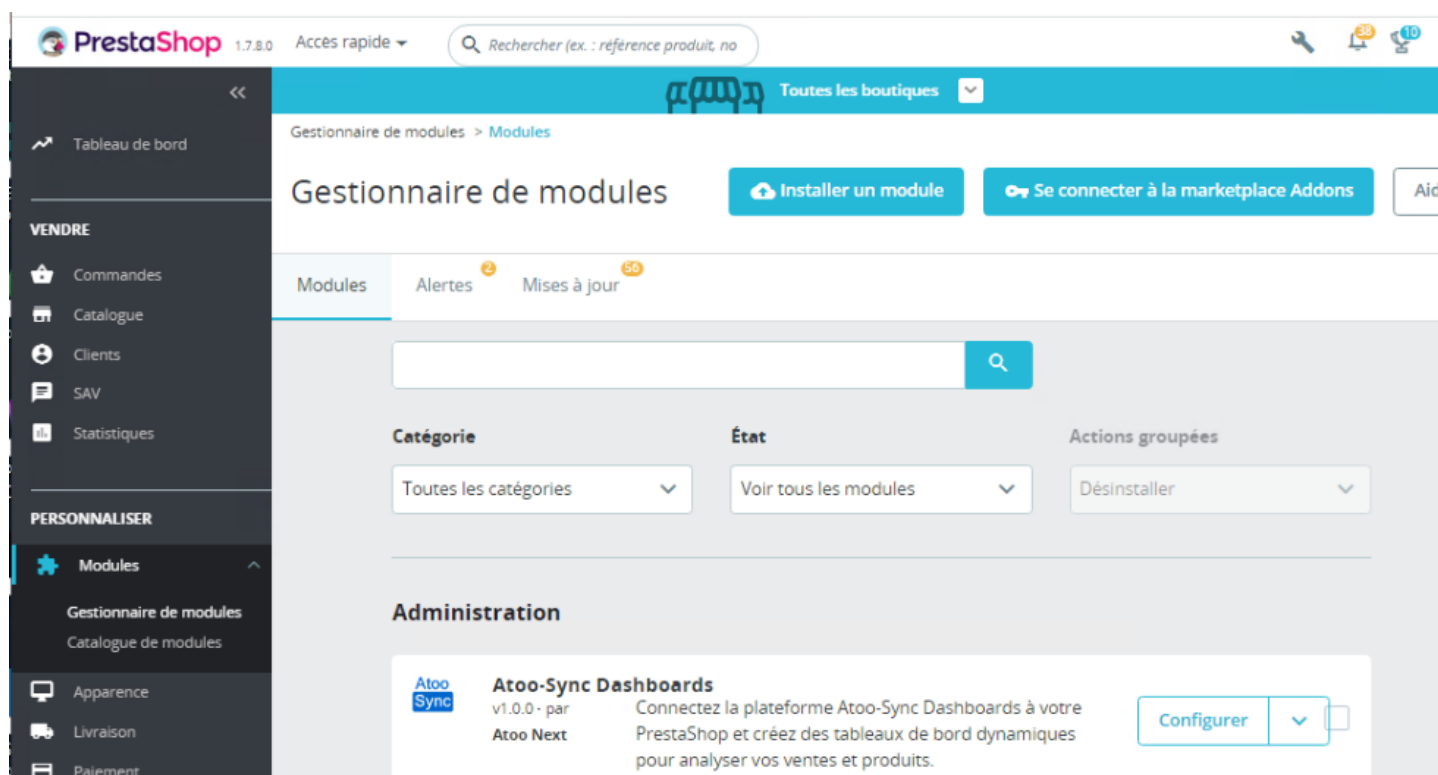 PrestaShop 1.7.8.0 Accès rapide Rechercher (ex. : référence produit, no 38 10
Toutes les boutiques
Tableau de bord
VENDRE
Commandes
Catalogue
Clients
SAV
Statistiques
PERSONNALISER
Modules
Gestionnaire de modules
Catalogue de modules
Apparence
Livraison
Paiement
Gestionnaire de modules > Modules
Gestionnaire de modules Installer un module Se connecter à la marketplace Addons
Modules Alertes 2 Mises à jour 56
Catégorie État Actions groupées
Toutes les catégories Voir tous les modules Désinstaller
Administration
Atoo
Sync
Atoo-Sync Dashboards
v1.0.0 - par
Atoo Next
Connectez la plateforme Atoo-Sync Dashboards à votre
PrestaShop et créez des tableaux de bord dynamiques
pour analyser vos ventes et produits.
Configurer